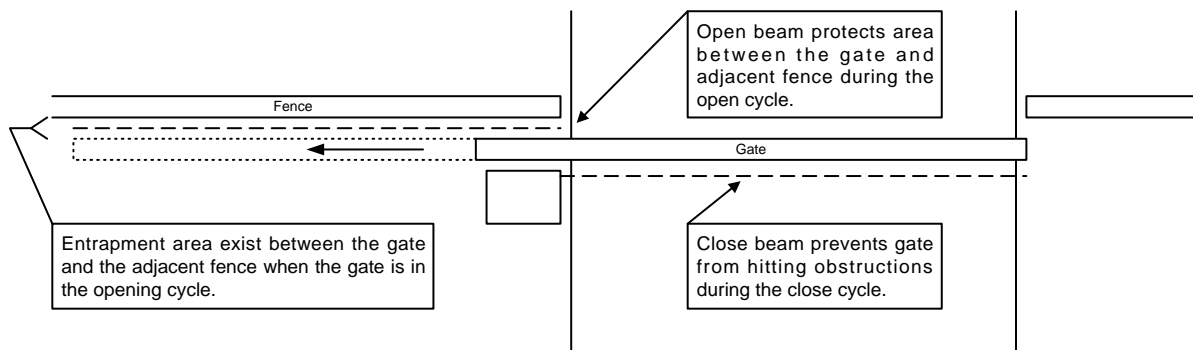 Open beam protects area
between the gate and
adjacent fence during the
open cycle.
Fence
Gate
Entrapment area exist between the gate
and the adjacent fence when the gate is in
the opening cycle.
Close beam prevents gate
from hitting obstructions
during the close cycle.